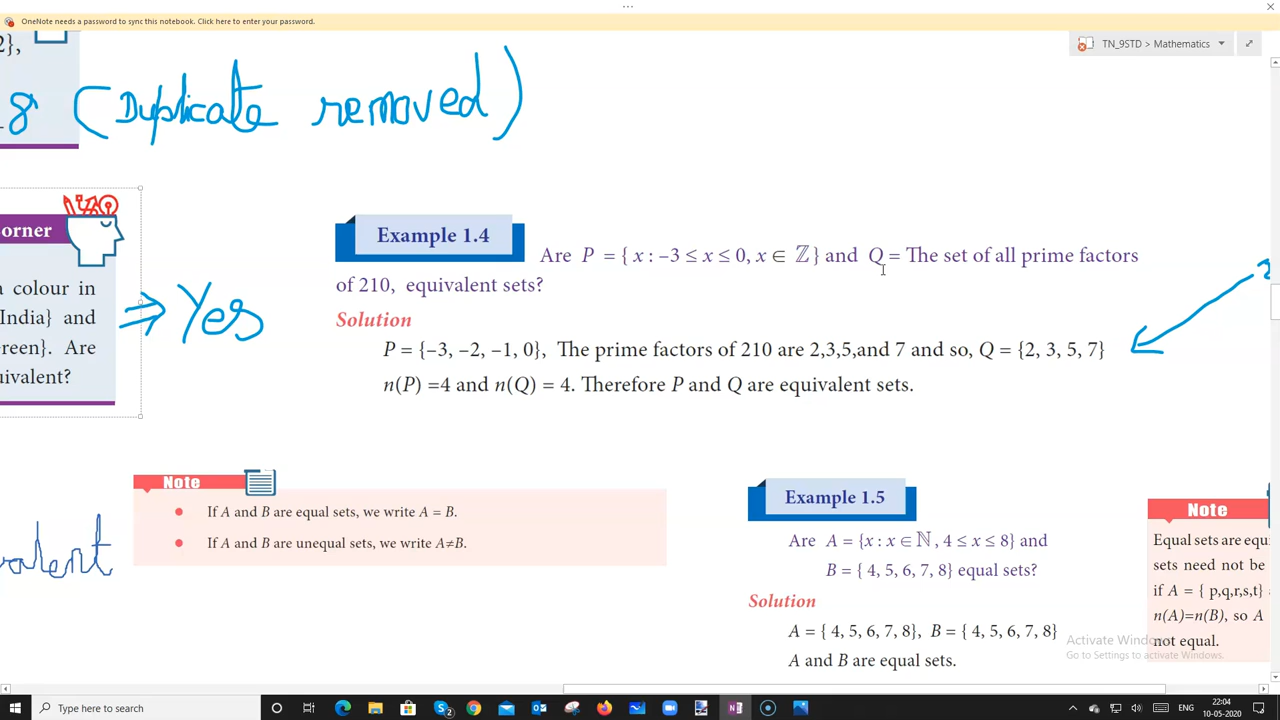 OneNote needs a password to sync this notebook. Click here to enter your password.
TN_9STD > Mathematics
2},
8 (Duplicate removed)
orner
a colour in
India} and
reen}. Are
uivalent?
⇒ Yes
Example 1.4
Are P = { x : −3 ≤ x ≤ 0, x ∈ ℤ } and Q = The set of all prime factors
of 210, equivalent sets?
Solution
P = {−3, −2, −1, 0}, The prime factors of 210 are 2,3,5,and 7 and so, Q = {2, 3, 5, 7}
n(P) =4 and n(Q) = 4. Therefore P and Q are equivalent sets.
valent
Note
If A and B are equal sets, we write A = B.
If A and B are unequal sets, we write A≠B.
Example 1.5
Are A = {x : x ∈ ℕ, 4 ≤ x ≤ 8} and
B = { 4, 5, 6, 7, 8} equal sets?
Solution
A = { 4, 5, 6, 7, 8}, B = { 4, 5, 6, 7, 8}
A and B are equal sets.
Note
Equal sets are equi
sets need not be
if A = { p,q,r,s,t}
n(A)=n(B), so A
not equal.
Activate Windows
Go to Settings to activate Windows.
Type here to search
ENG
22:04
10-05-2020